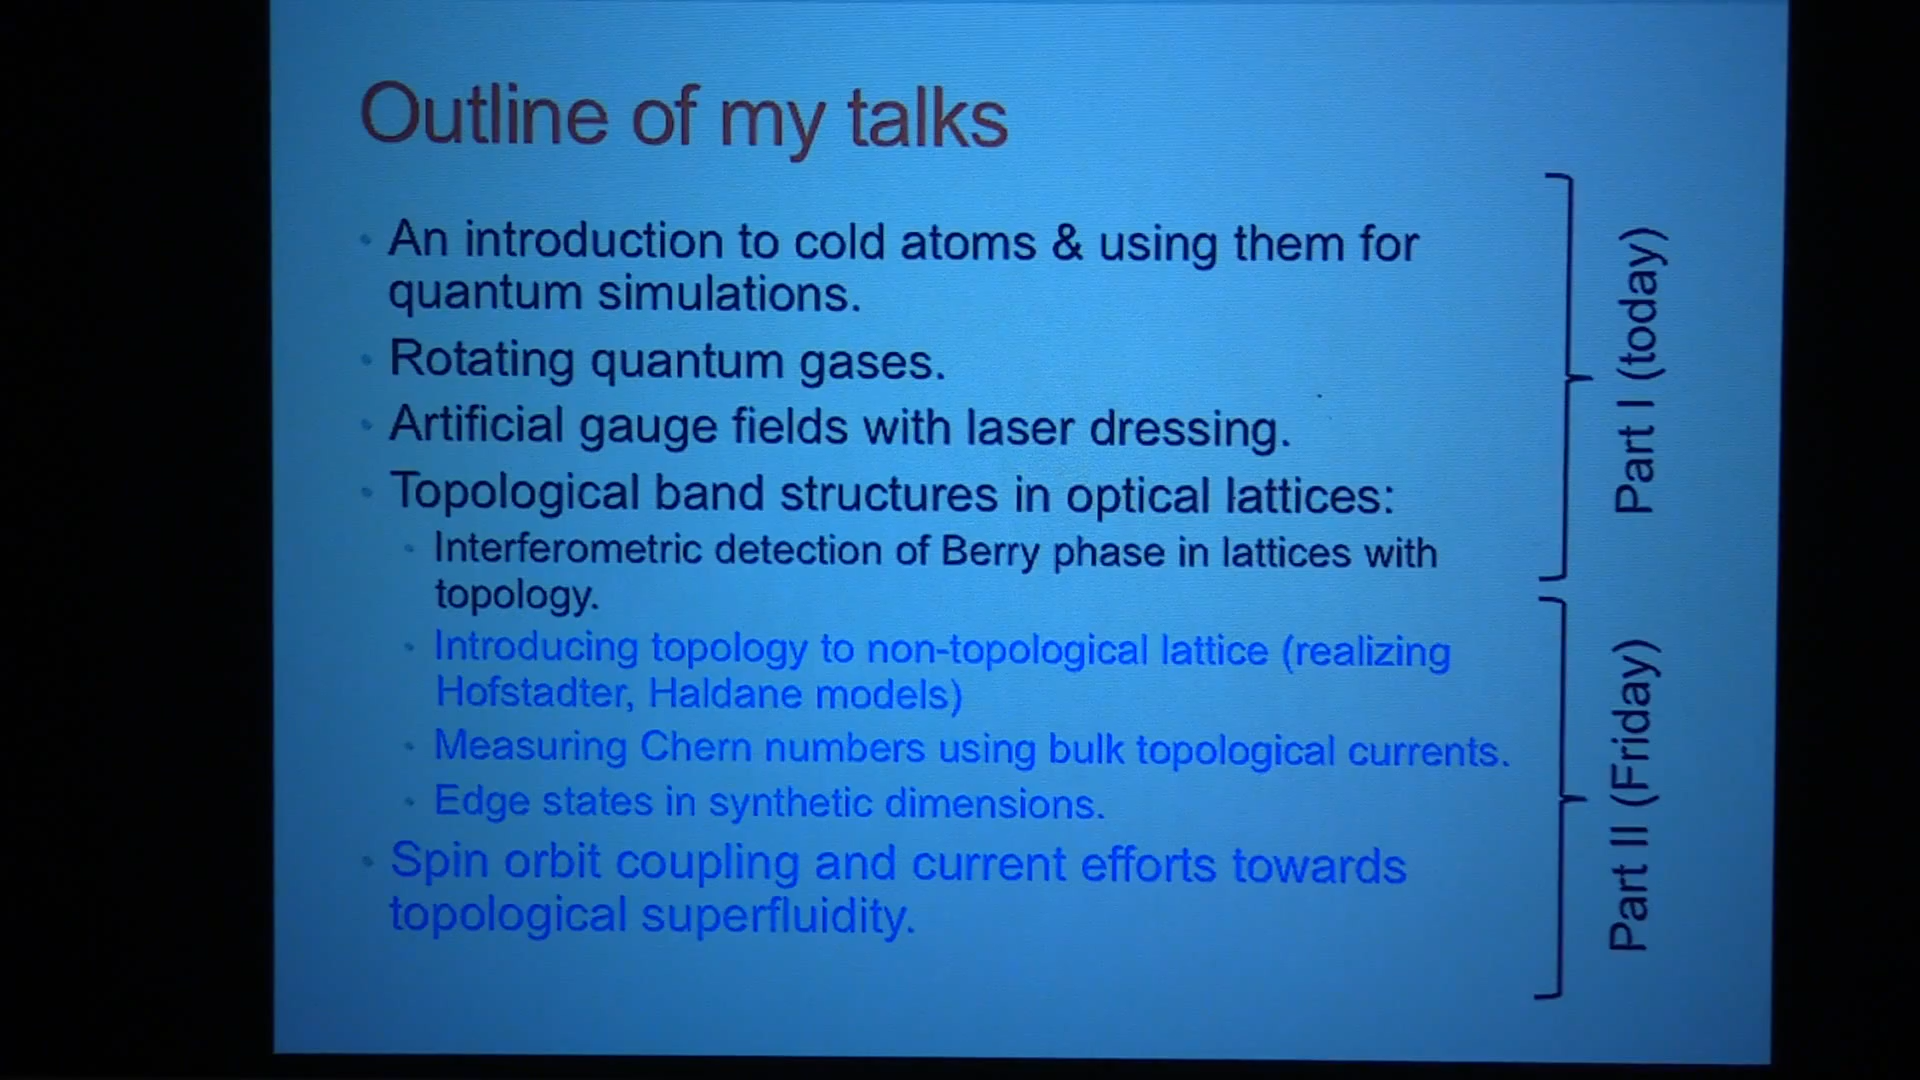 Outline of my talks
An introduction to cold atoms & using them for
quantum simulations.
Rotating quantum gases.
Artificial gauge fields with laser dressing.
Topological band structures in optical lattices:
Interferometric detection of Berry phase in lattices with
topology.
Introducing topology to non-topological lattice (realizing
Hofstadter, Haldane models)
Measuring Chern numbers using bulk topological currents.
Edge states in synthetic dimensions.
Spin orbit coupling and current efforts towards
topological superfluidity.
Part I (today)
Part II (Friday)